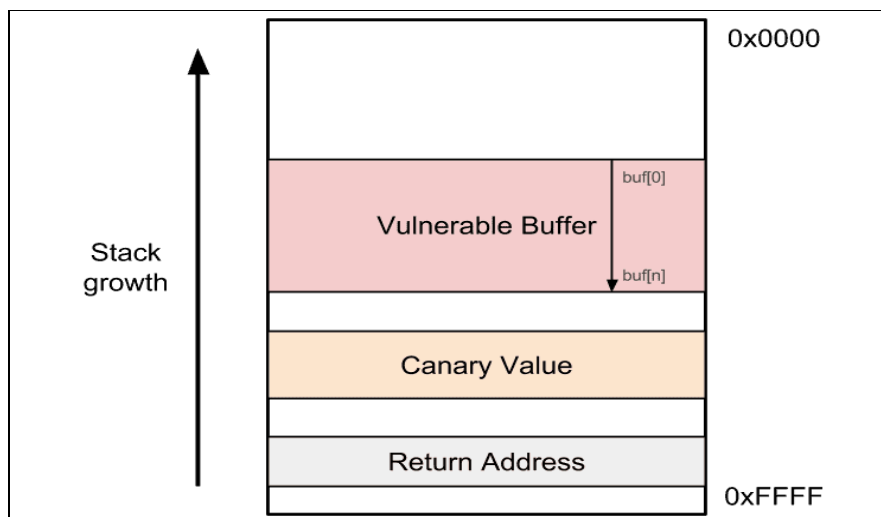 0x0000
buf[0]
Vulnerable Buffer
Stack
growth
buf[n]
Canary Value
Return Address
0xFFFF